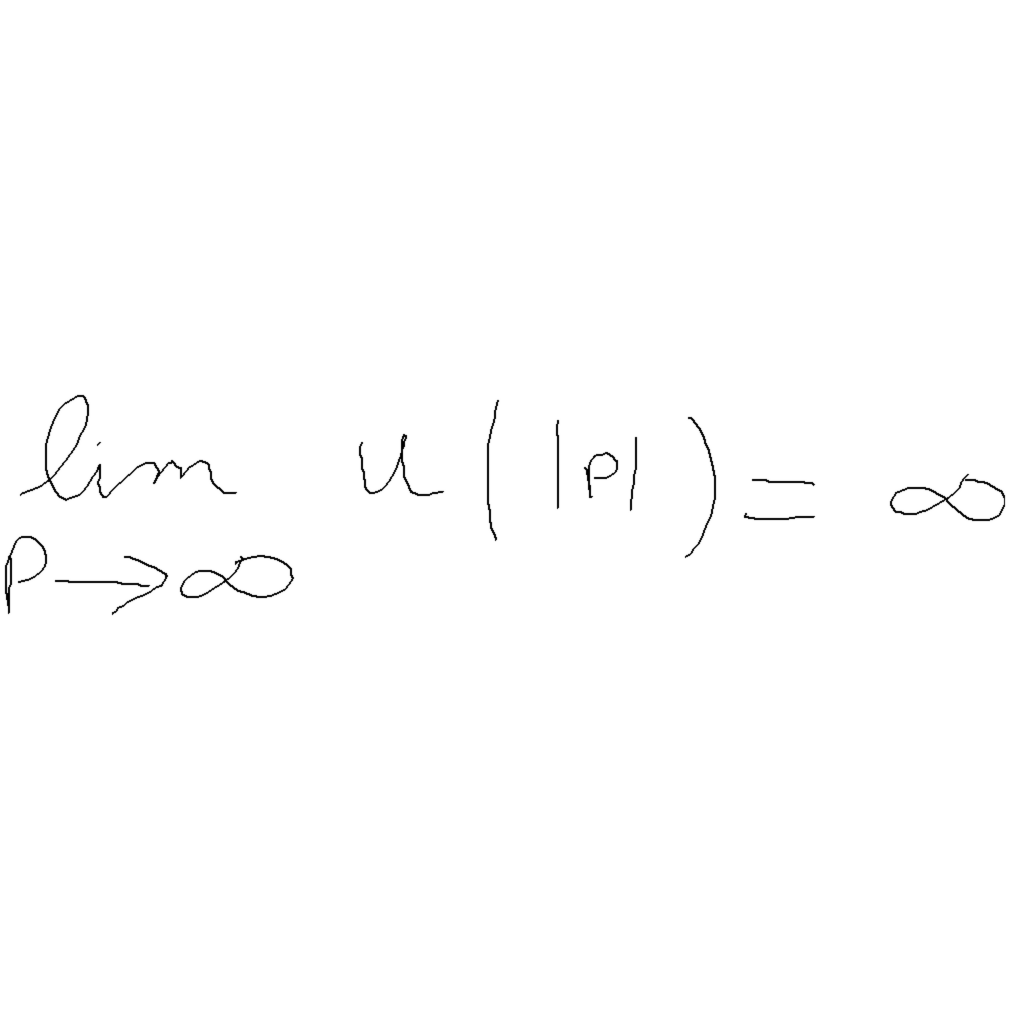 lim u(|p|) = ∞
p→∞